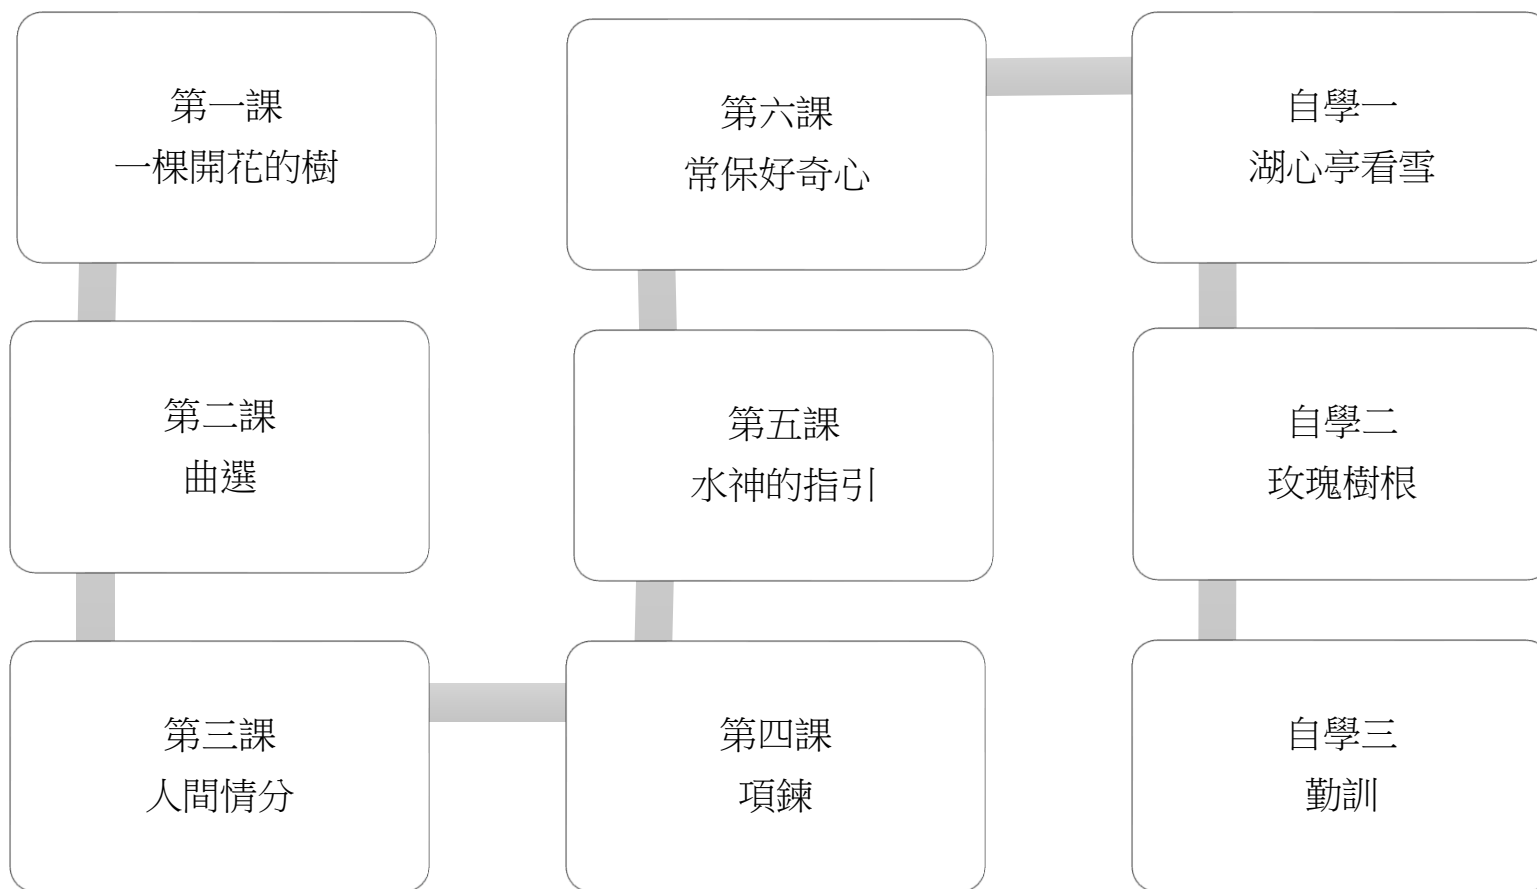 第一課
一棵開花的樹
第二課
曲選
第三課
人間情分
第四課
項鍊
第五課
水神的指引
第六課
常保好奇心
自學一
湖心亭看雪
自學二
玫瑰樹根
自學三
勤訓